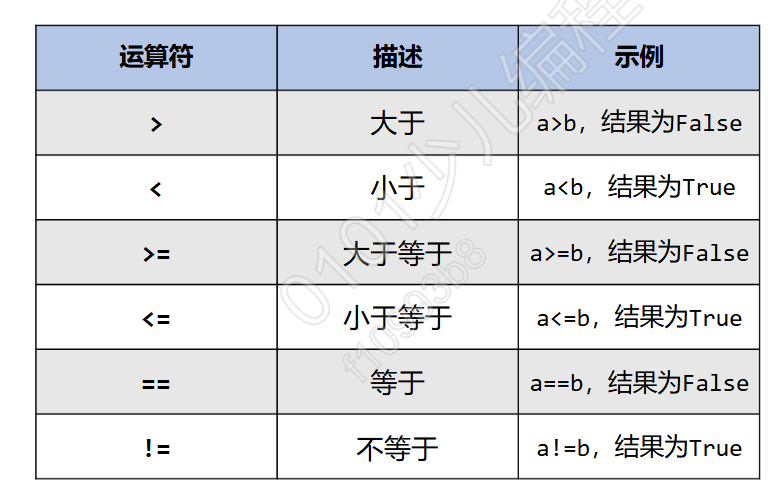 运算符 描述 示例
> 大于 a>b，结果为False
< 小于 a<b，结果为True
>= 大于等于 a>=b，结果为False
<= 小于等于 a<=b，结果为True
== 等于 a==b，结果为False
!= 不等于 a!=b，结果为True
0101少儿编程